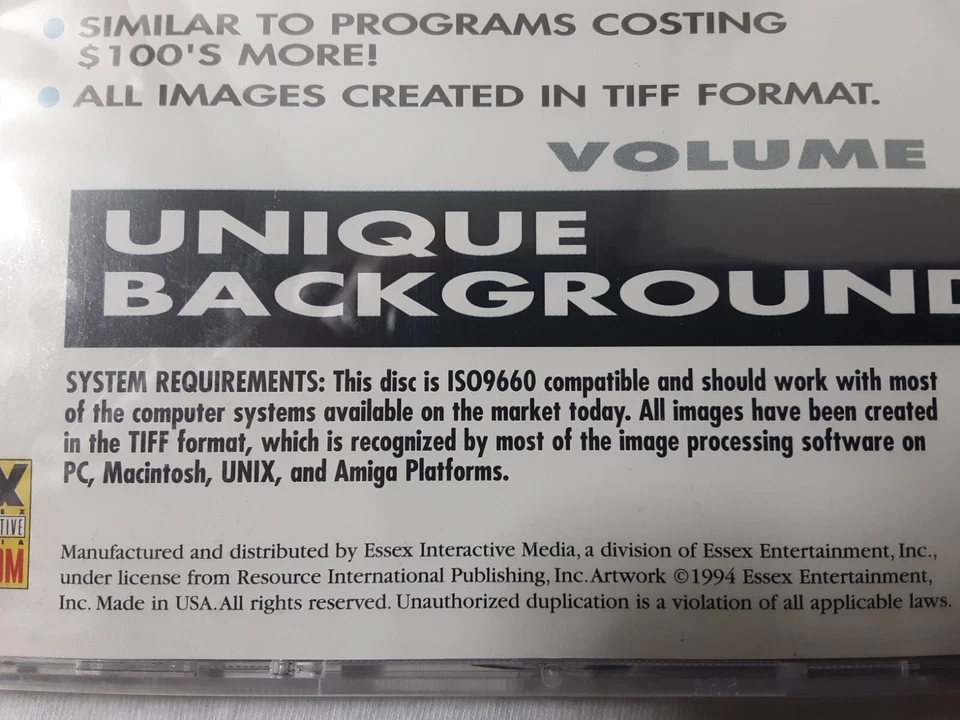 SIMILAR TO PROGRAMS COSTING
$100'S MORE!
ALL IMAGES CREATED IN TIFF FORMAT.
VOLUME
UNIQUE
BACKGROUND
SYSTEM REQUIREMENTS: This disc is ISO9660 compatible and should work with most
of the computer systems available on the market today. All images have been created
in the TIFF format, which is recognized by most of the image processing software on
PC, Macintosh, UNIX, and Amiga Platforms.
Manufactured and distributed by Essex Interactive Media, a division of Essex Entertainment, Inc.,
under license from Resource International Publishing, Inc. Artwork ©1994 Essex Entertainment,
Inc. Made in USA. All rights reserved. Unauthorized duplication is a violation of all applicable laws.